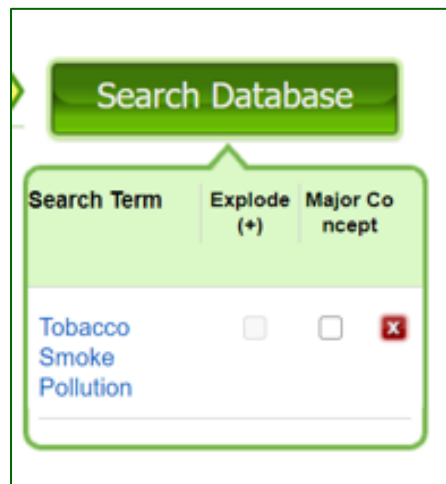 Search Database
Search Term Explode Major Co
(+) ncept
Tobacco
Smoke
Pollution
x